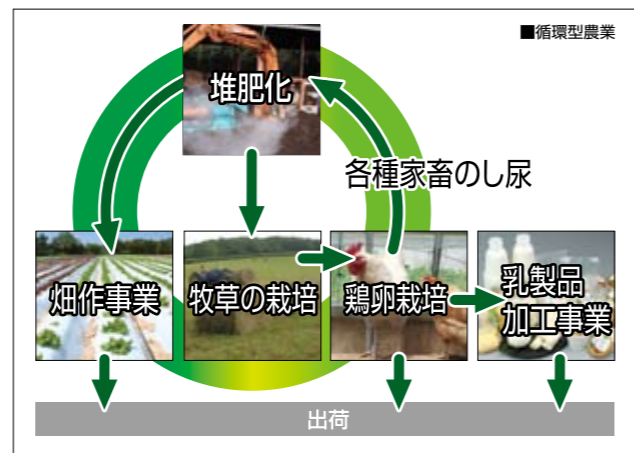 ■循環型農業
堆肥化
各種家畜のし尿
畑作事業
牧草の栽培
鶏卵栽培
乳製品
加工事業
出荷